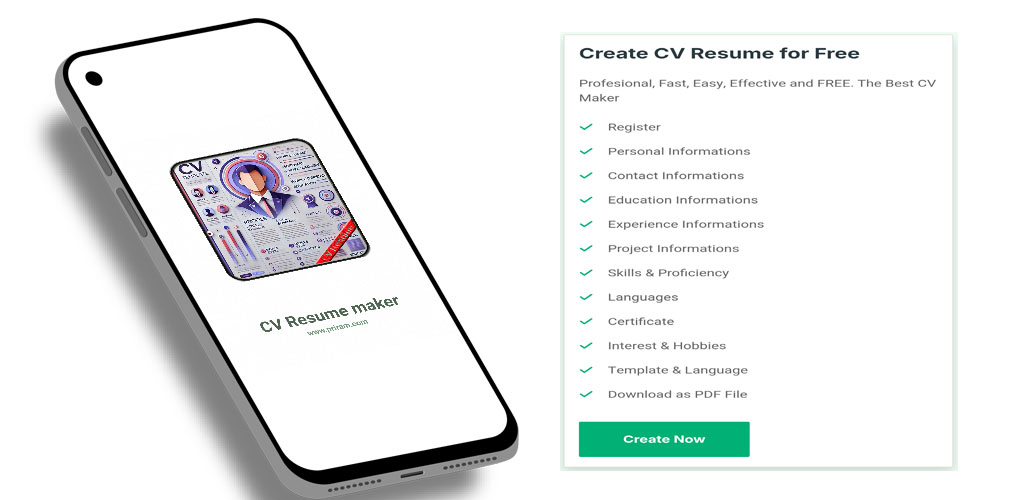 CV
CV Resume maker
www.priram.com
Create CV Resume for Free
Profesional, Fast, Easy, Effective and FREE. The Best CV
Maker
Register
Personal Informations
Contact Informations
Education Informations
Experience Informations
Project Informations
Skills & Proficiency
Languages
Certificate
Interest & Hobbies
Template & Language
Download as PDF File
Create Now